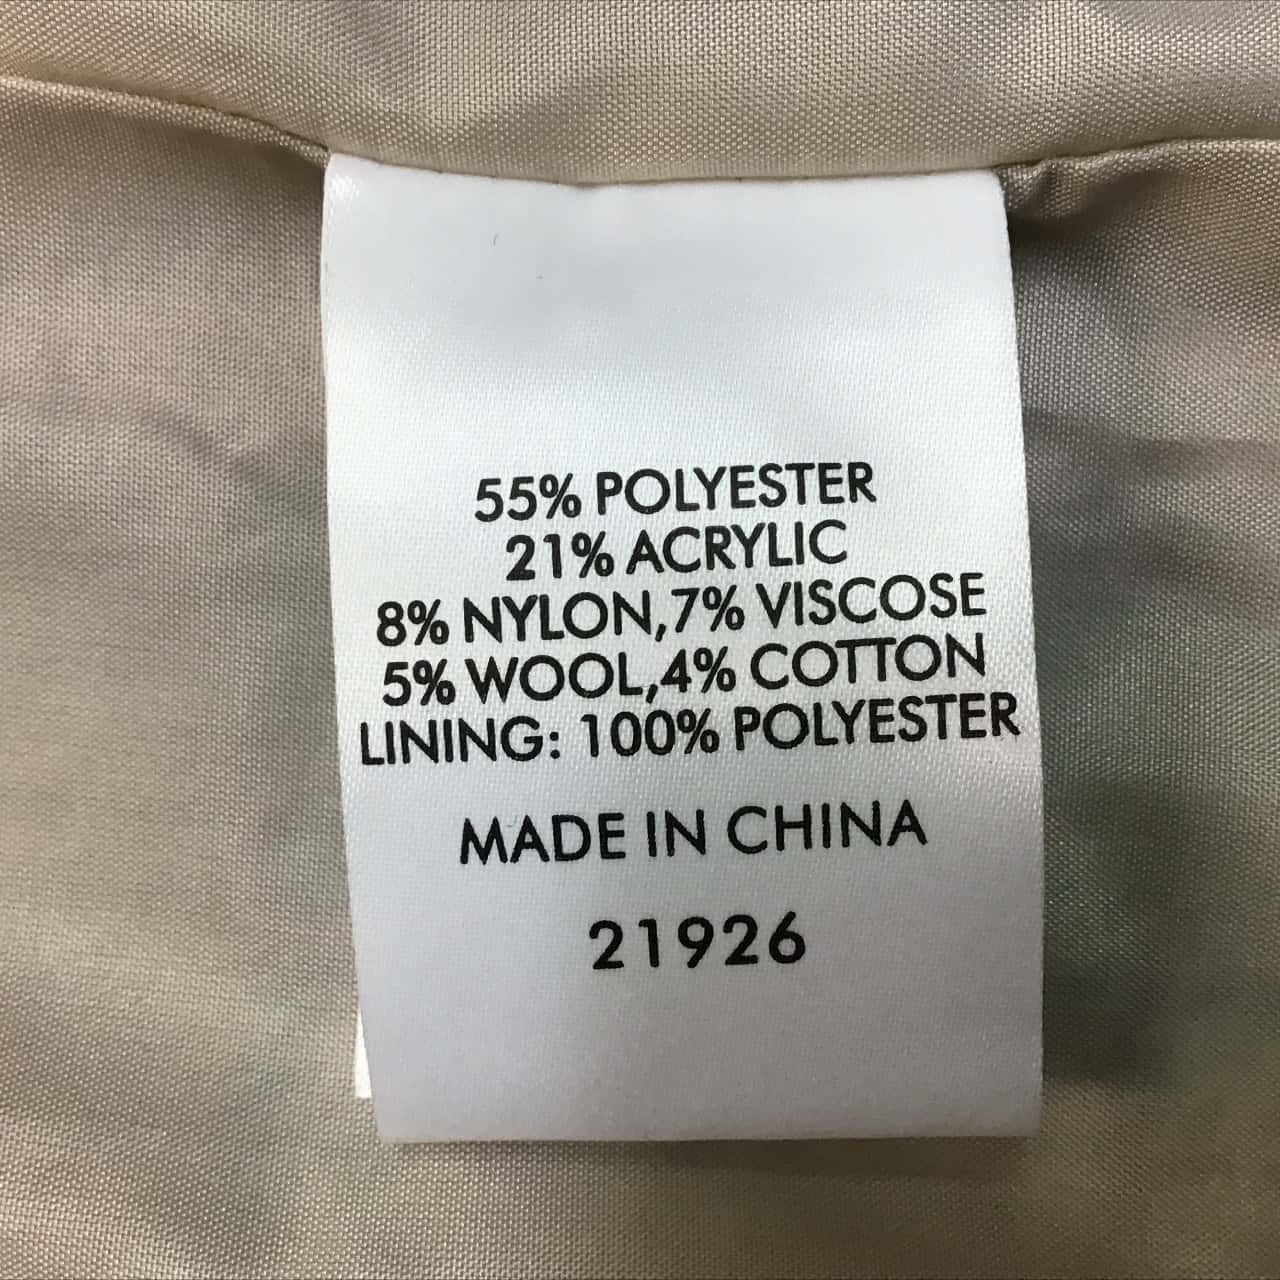 55% POLYESTER
21% ACRYLIC
8% NYLON,7% VISCOSE
5% WOOL,4% COTTON
LINING: 100% POLYESTER
MADE IN CHINA
21926